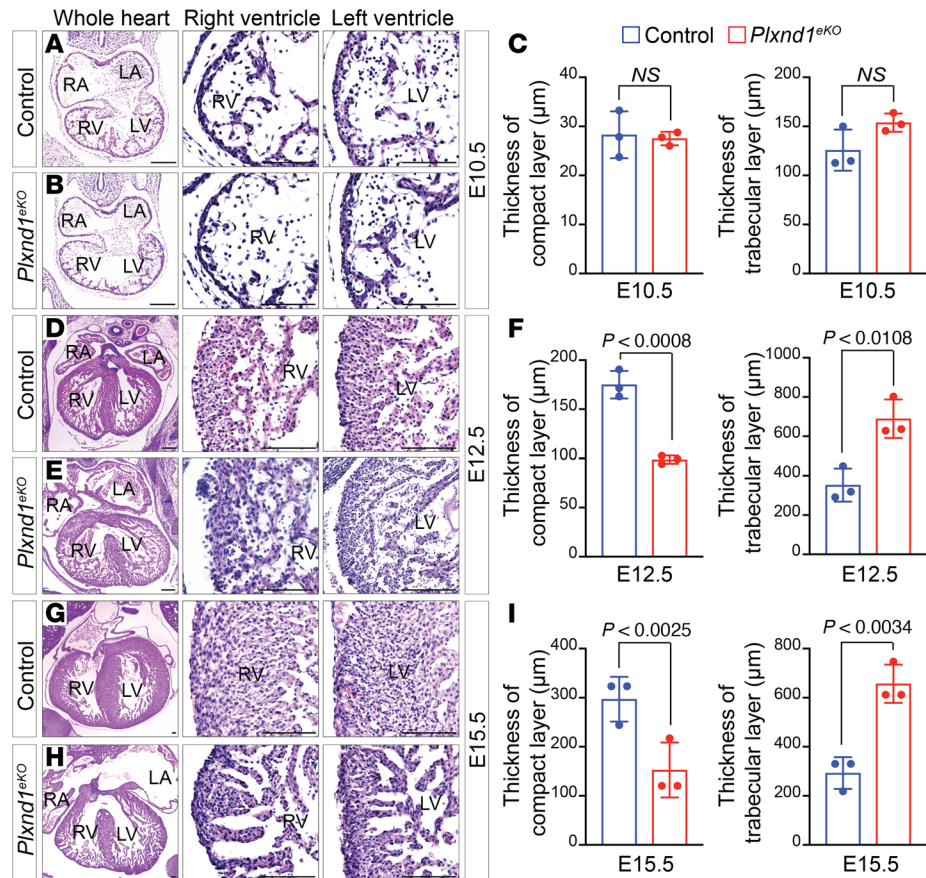 Whole heart Right ventricle Left ventricle
A
Control
RA LA
RV LV
RV
LV
E10.5
B
Plxnd1eKO
RA LA
RV LV
RV
LV
C
Control Plxnd1eKO
Thickness of
compact layer (µm)
40
30
20
10
0
NS
E10.5
Thickness of
trabecular layer (µm)
200
150
100
50
0
NS
E10.5
D
Control
RA LA
RV LV
RV
LV
E12.5
E
Plxnd1eKO
RA LA
RV LV
RV
LV
F
Thickness of
compact layer (µm)
200
150
100
50
0
P < 0.0008
E12.5
Thickness of
trabecular layer (µm)
1000
800
600
400
200
0
P < 0.0108
E12.5
G
Control
RV LV
RV
LV
E15.5
H
Plxnd1eKO
RA LA
RV LV
RV
LV
I
Thickness of
compact layer (µm)
400
300
200
100
0
P < 0.0025
E15.5
Thickness of
trabecular layer (µm)
800
600
400
200
0
P < 0.0034
E15.5